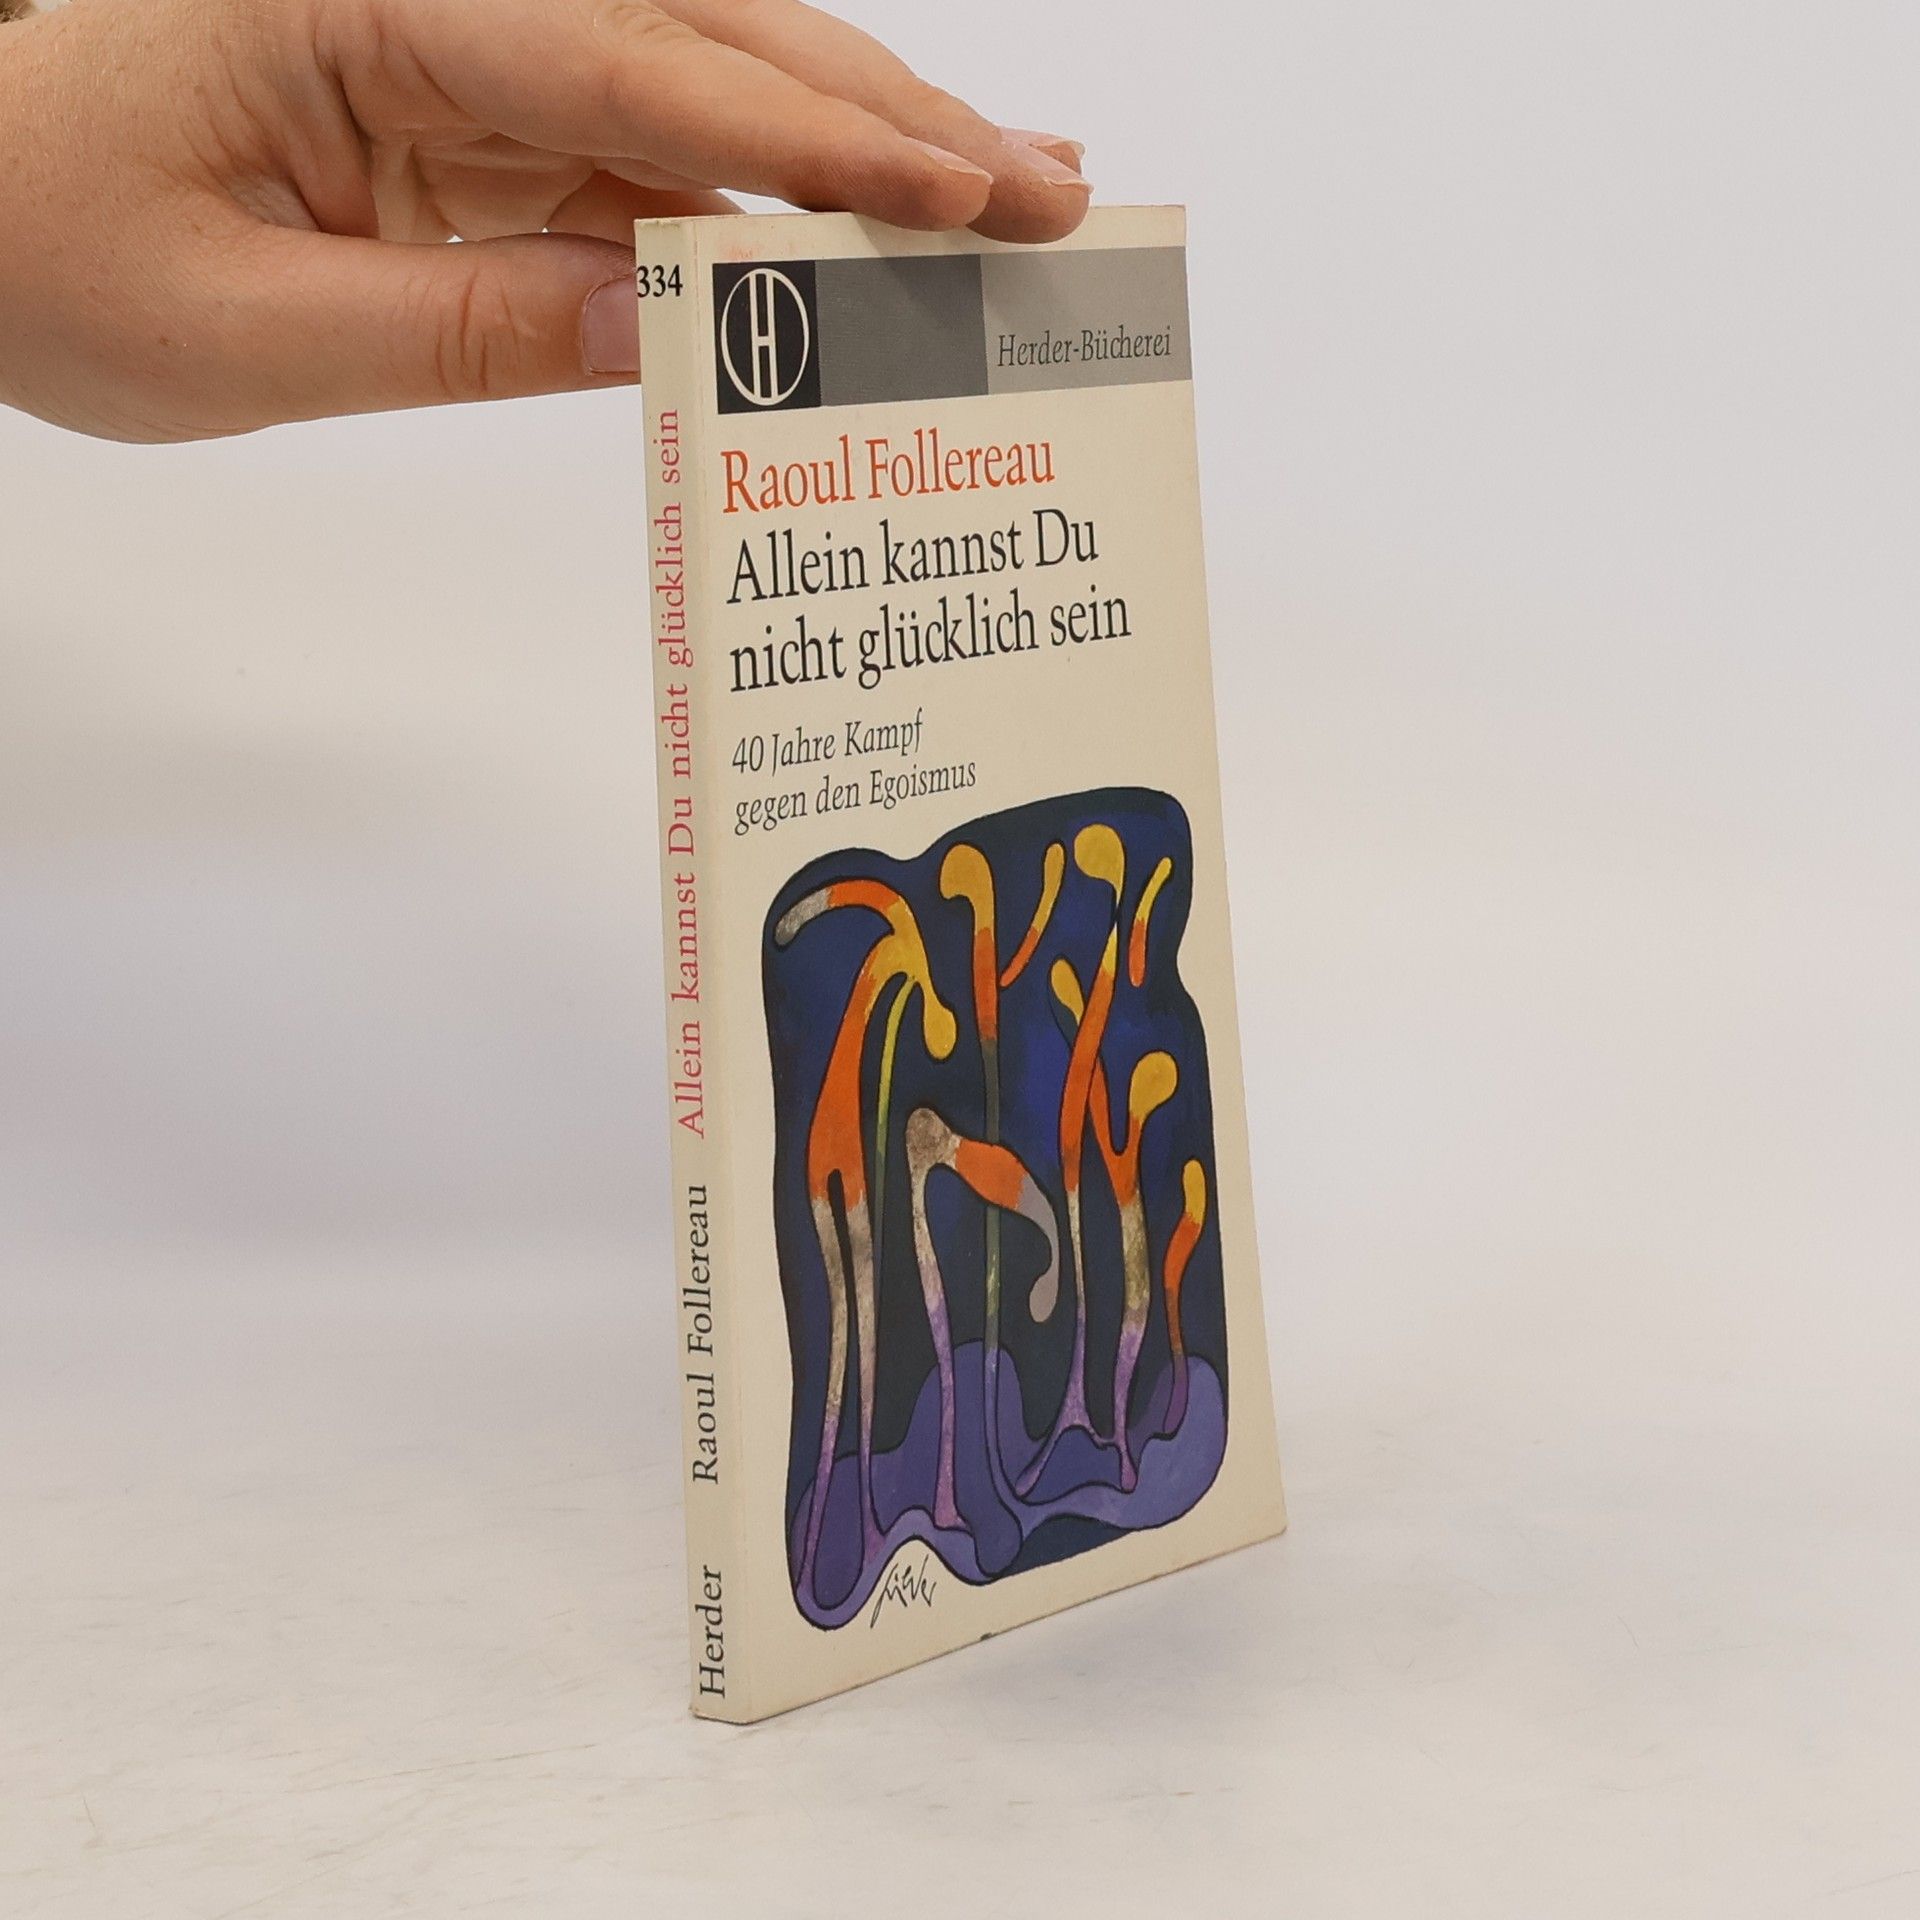 334
Herder Raoul Follereau Allein kannst Du nicht glücklich sein
H
Herder-Bücherei
Raoul Follereau
Allein kannst Du
nicht glücklich sein
40 Jahre Kampf
gegen den Egoismus